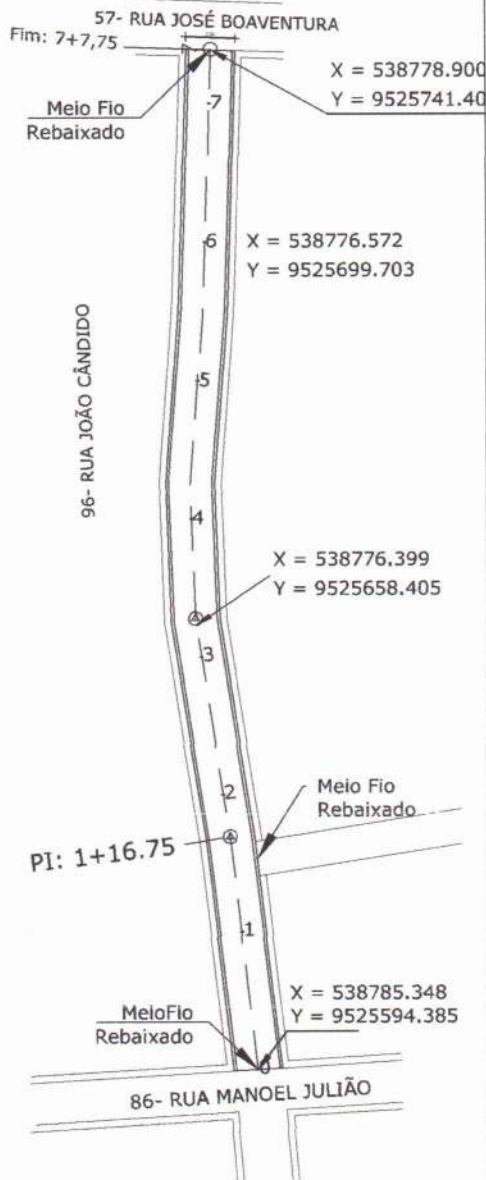 57- RUA JOSÉ BOAVENTURA
Fim: 7+7,75
X = 538778.900
Y = 9525741.40
Meio Fio
Rebaixado
7
6
X = 538776.572
Y = 9525699.703
5
96- RUA JOÃO CÂNDIDO
4
X = 538776.399
Y = 9525658.405
3
2
Meio Fio
Rebaixado
PI: 1+16.75
1
X = 538785.348
Y = 9525594.385
MeioFio
Rebaixado
0
86- RUA MANOEL JULIÃO